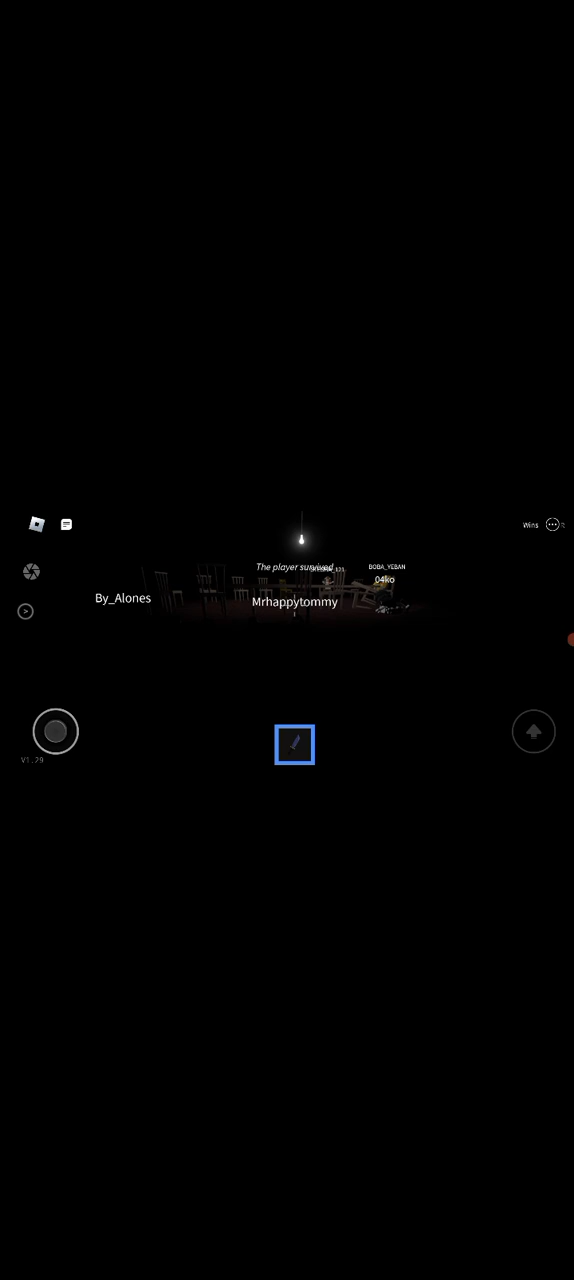 Wins
The player survived
BOBA_YEBAN
04ko
By_Alones
Mrhappytommy
V1.29